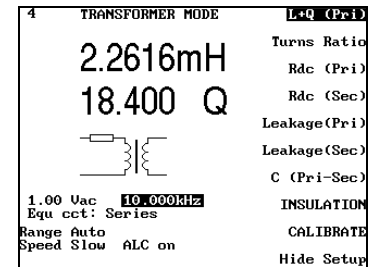 4 TRANSFORMER MODE
2.2616mH
18.400 Q
1.00 Vac 10.000kHz
Equ cct: Series
Range Auto
Speed Slow ALC on
L+Q (Pri)
Turns Ratio
Rdc (Pri)
Rdc (Sec)
Leakage(Pri)
Leakage(Sec)
C (Pri-Sec)
INSULATION
CALIBRATE
Hide Setup